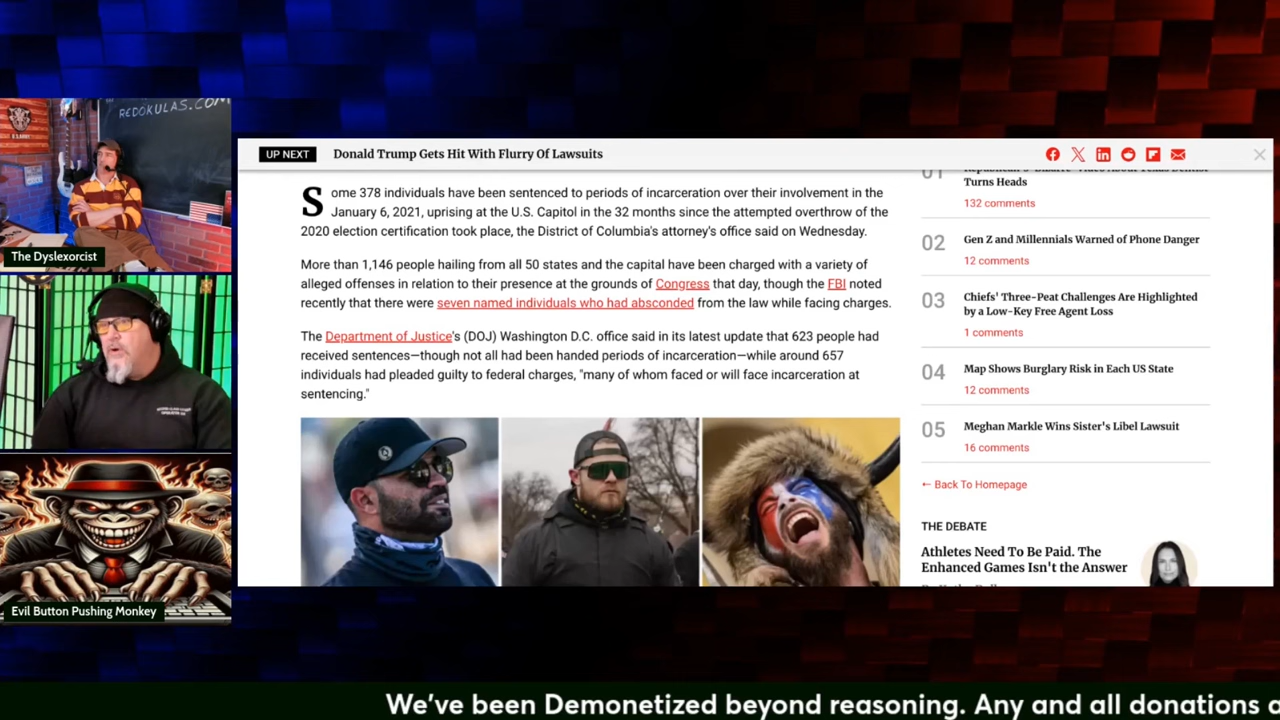 REDOKULAS.COM
The Dyslexorcist
Evil Button Pushing Monkey
UP NEXT
Donald Trump Gets Hit With Flurry Of Lawsuits
Some 378 individuals have been sentenced to periods of incarceration over their involvement in the
January 6, 2021, uprising at the U.S. Capitol in the 32 months since the attempted overthrow of the
2020 election certification took place, the District of Columbia's attorney's office said on Wednesday.
More than 1,146 people hailing from all 50 states and the capital have been charged with a variety of
alleged offenses in relation to their presence at the grounds of Congress that day, though the FBI noted
recently that there were seven named individuals who had absconded from the law while facing charges.
The Department of Justice's (DOJ) Washington D.C. office said in its latest update that 623 people had
received sentences—though not all had been handed periods of incarceration—while around 657
individuals had pleaded guilty to federal charges, "many of whom faced or will face incarceration at
sentencing."
01
Republican's 'Bizarre' Video About Texas Dentist
Turns Heads
132 comments
02
Gen Z and Millennials Warned of Phone Danger
12 comments
03
Chiefs' Three-Peat Challenges Are Highlighted
by a Low-Key Free Agent Loss
1 comments
04
Map Shows Burglary Risk in Each US State
12 comments
05
Meghan Markle Wins Sister's Libel Lawsuit
16 comments
← Back To Homepage
THE DEBATE
Athletes Need To Be Paid. The
Enhanced Games Isn't the Answer
We've been Demonetized beyond reasoning. Any and all donations